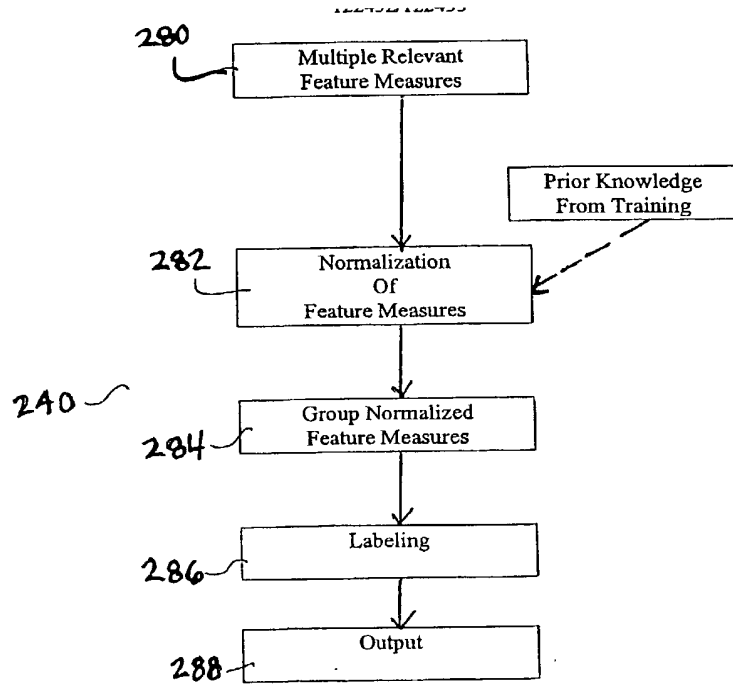 280
Multiple Relevant
Feature Measures
Prior Knowledge
From Training
282
Normalization
Of
Feature Measures
240
284
Group Normalized
Feature Measures
286
Labeling
288
Output